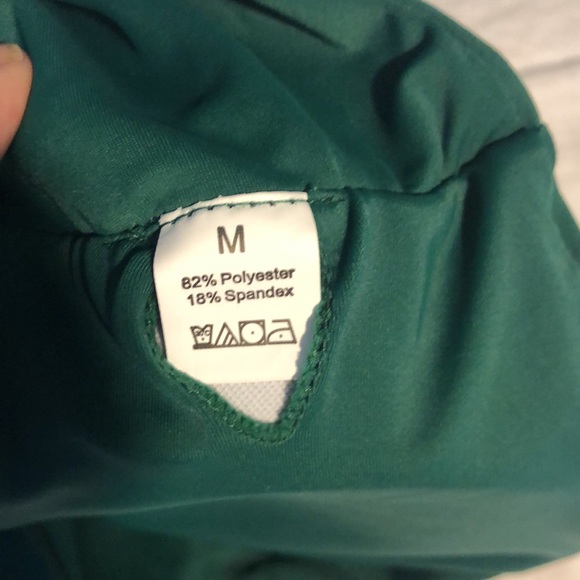 M
82% Polyester
18% Spandex